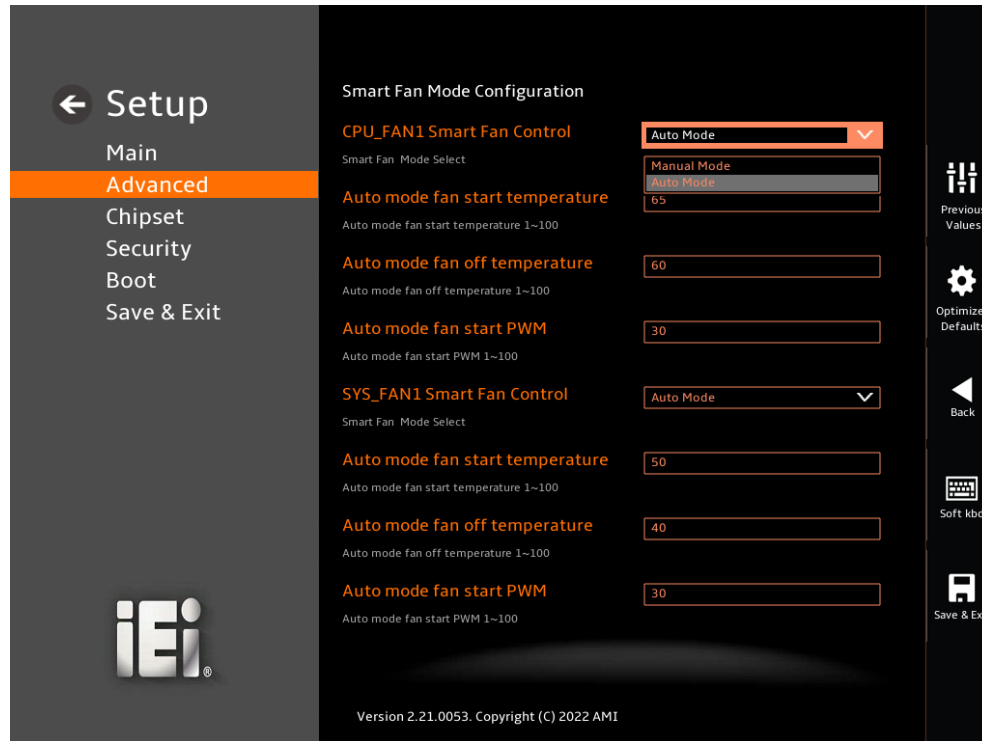 Setup
Main
Advanced
Chipset
Security
Boot
Save & Exit
iEi®
Smart Fan Mode Configuration
CPU_FAN1 Smart Fan Control
Auto Mode
Smart Fan Mode Select
Manual Mode
Auto Mode
Auto mode fan start temperature
65
Auto mode fan start temperature 1~100
Auto mode fan off temperature
60
Auto mode fan off temperature 1~100
Auto mode fan start PWM
30
Auto mode fan start PWM 1~100
SYS_FAN1 Smart Fan Control
Auto Mode
Smart Fan Mode Select
Auto mode fan start temperature
50
Auto mode fan start temperature 1~100
Auto mode fan off temperature
40
Auto mode fan off temperature 1~100
Auto mode fan start PWM
30
Auto mode fan start PWM 1~100
Version 2.21.0053. Copyright (C) 2022 AMI
Previous
Values
Optimize
Defaults
Back
Soft kbd
Save & Ex